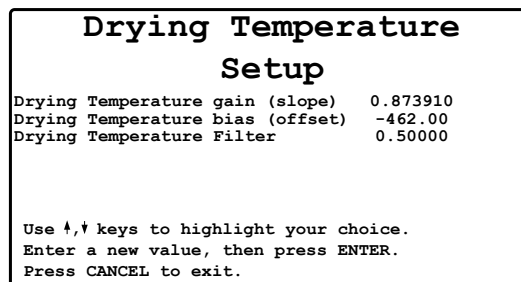 Drying Temperature
Setup
Drying Temperature gain (slope) 0.873910
Drying Temperature bias (offset) -462.00
Drying Temperature Filter 0.50000
Use ↑,↓ keys to highlight your choice.
Enter a new value, then press ENTER.
Press CANCEL to exit.